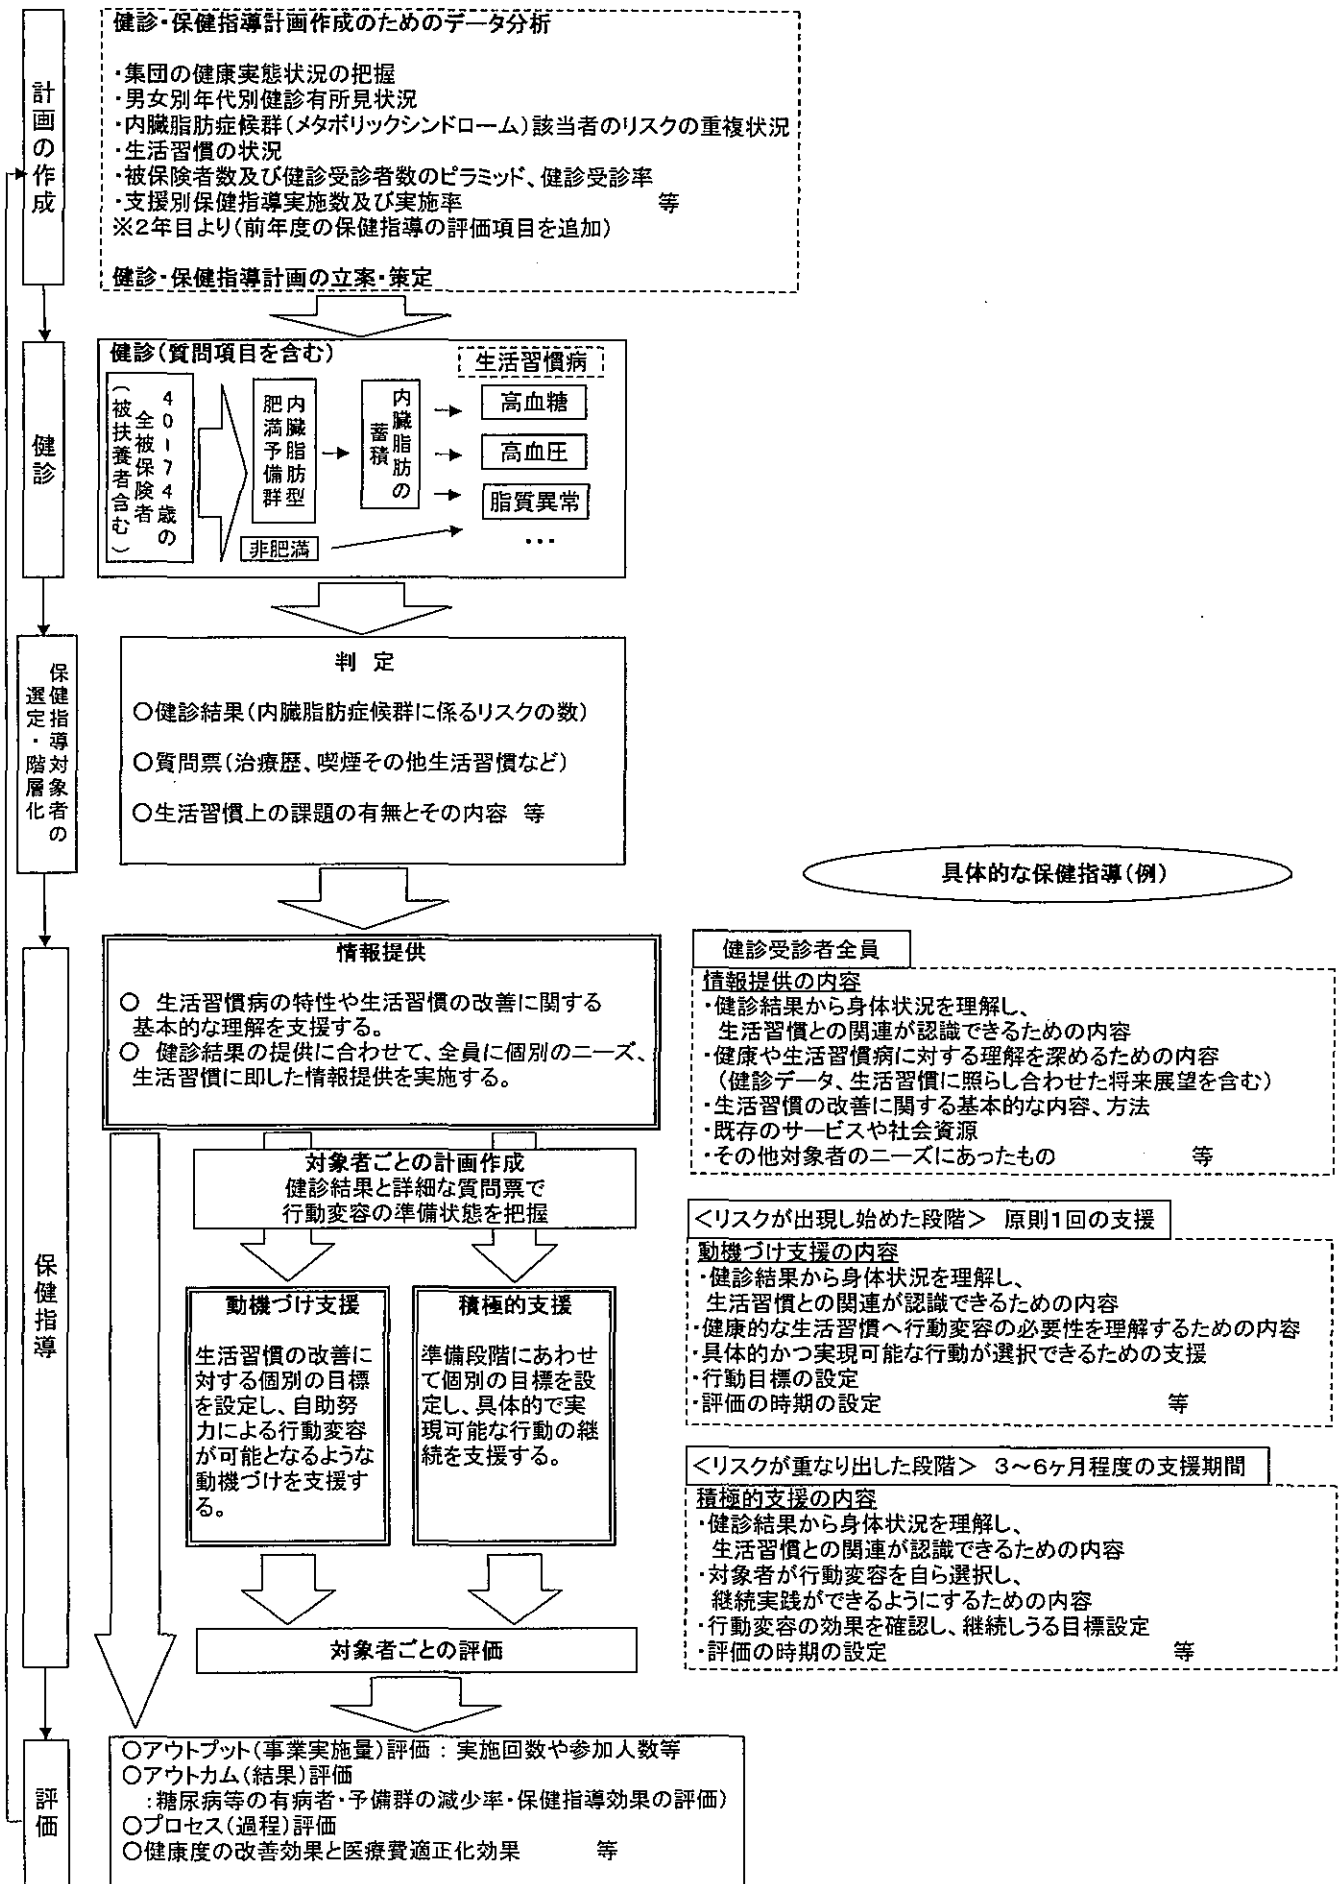 計画の作成
健診・保健指導計画作成のためのデータ分析
・集団の健康実態状況の把握
・男女別年代別健診有所見状況
・内臓脂肪症候群(メタボリックシンドローム)該当者のリスクの重複状況
・生活習慣の状況
・被保険者数及び健診受診者数のピラミッド、健診受診率
・支援別保健指導実施数及び実施率 等
※2年目より(前年度の保健指導の評価項目を追加)
健診・保健指導計画の立案・策定
健診
健診(質問項目を含む)
40~74歳の
全被保険者
(被扶養者含む)
内臓脂肪型
肥満予備群
非肥満
内臓脂肪の
蓄積
生活習慣病
高血糖
高血圧
脂質異常
・・・
保健指導対象者の
選定・階層化
判 定
○健診結果(内臓脂肪症候群に係るリスクの数)
○質問票(治療歴、喫煙その他生活習慣など)
○生活習慣上の課題の有無とその内容 等
保健指導
情報提供
○ 生活習慣病の特性や生活習慣の改善に関する
基本的な理解を支援する。
○ 健診結果の提供に合わせて、全員に個別のニーズ、
生活習慣に即した情報提供を実施する。
対象者ごとの計画作成
健診結果と詳細な質問票で
行動変容の準備状態を把握
動機づけ支援
生活習慣の改善に
対する個別の目標
を設定し、自助努
力による行動変容
が可能となるような
動機づけを支援す
る。
積極的支援
準備段階にあわせ
て個別の目標を設
定し、具体的で実
現可能な行動の継
続を支援する。
対象者ごとの評価
具体的な保健指導(例)
健診受診者全員
情報提供の内容
・健診結果から身体状況を理解し、
生活習慣との関連が認識できるための内容
・健康や生活習慣病に対する理解を深めるための内容
(健診データ、生活習慣に照らし合わせた将来展望を含む)
・生活習慣の改善に関する基本的な内容、方法
・既存のサービスや社会資源
・その他対象者のニーズにあったもの 等
<リスクが出現し始めた段階> 原則1回の支援
動機づけ支援の内容
・健診結果から身体状況を理解し、
生活習慣との関連が認識できるための内容
・健康的な生活習慣へ行動変容の必要性を理解するための内容
・具体的かつ実現可能な行動が選択できるための支援
・行動目標の設定
・評価の時期の設定 等
<リスクが重なり出した段階> 3~6ヶ月程度の支援期間
積極的支援の内容
・健診結果から身体状況を理解し、
生活習慣との関連が認識できるための内容
・対象者が行動変容を自ら選択し、
継続実践ができるようにするための内容
・行動変容の効果を確認し、継続しうる目標設定
・評価の時期の設定 等
評価
○アウトプット(事業実施量)評価 : 実施回数や参加人数等
○アウトカム(結果)評価
:糖尿病等の有病者・予備群の減少率・保健指導効果の評価)
○プロセス(過程)評価
○健康度の改善効果と医療費適正化効果 等